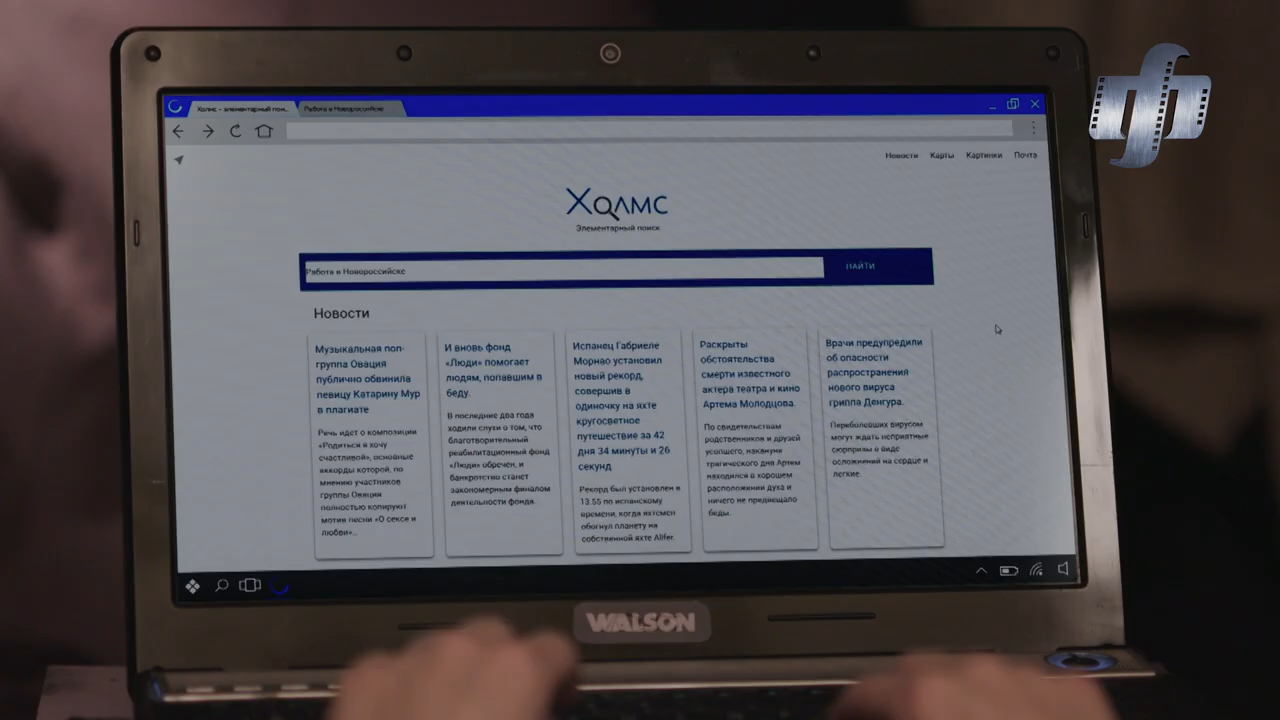 Холмс - элементарный пои..
Работа в Новороссийске
Новости Карты Картинки Почта
ХОЛМС
Элементарный поиск
Работа в Новороссийске
НАЙТИ
Новости
Музыкальная поп-
группа Овация
публично обвинила
певицу Катарину Мур
в плагиате
Речь идет о композиции
«Родиться я хочу
счастливой», основные
аккорды которой, по
мнению участников
группы Овация
полностью копируют
мотив песни «О сексе и
любви»...
И вновь фонд
«Люди» помогает
людям, попавшим в
беду.
В последние два года
ходили слухи о том, что
благотворительный
реабилитационный фонд
«Люди» обречен, и
банкротство станет
закономерным финалом
деятельности фонда.
Испанец Габриеле
Морнао установил
новый рекорд,
совершив в
одиночку на яхте
кругосветное
путешествие за 42
дня 34 минуты и 26
секунд
Рекорд был установлен в
13.55 по испанскому
времени, когда яхтсмен
обогнул планету на
собственной яхте Alifer.
Раскрыты
обстоятельства
смерти известного
актера театра и кино
Артема Молодцова.
По свидетельствам
родственников и друзей
усопшего, накануне
трагического дня Артем
находился в хорошем
расположении духа и
ничего не предвещало
беды.
Врачи предупредили
об опасности
распространения
нового вируса
гриппа Денгура.
Переболевших вирусом
могут ждать неприятные
сюрпризы в виде
осложнений на сердце и
легкие.
WALSON